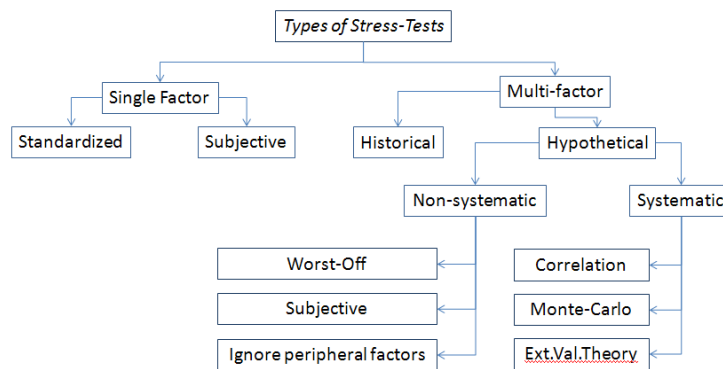 Types of Stress-Tests
Single Factor
Multi-factor
Standardized
Subjective
Historical
Hypothetical
Non-systematic
Systematic
Worst-Off
Correlation
Subjective
Monte-Carlo
Ignore peripheral factors
Ext.Val.Theory